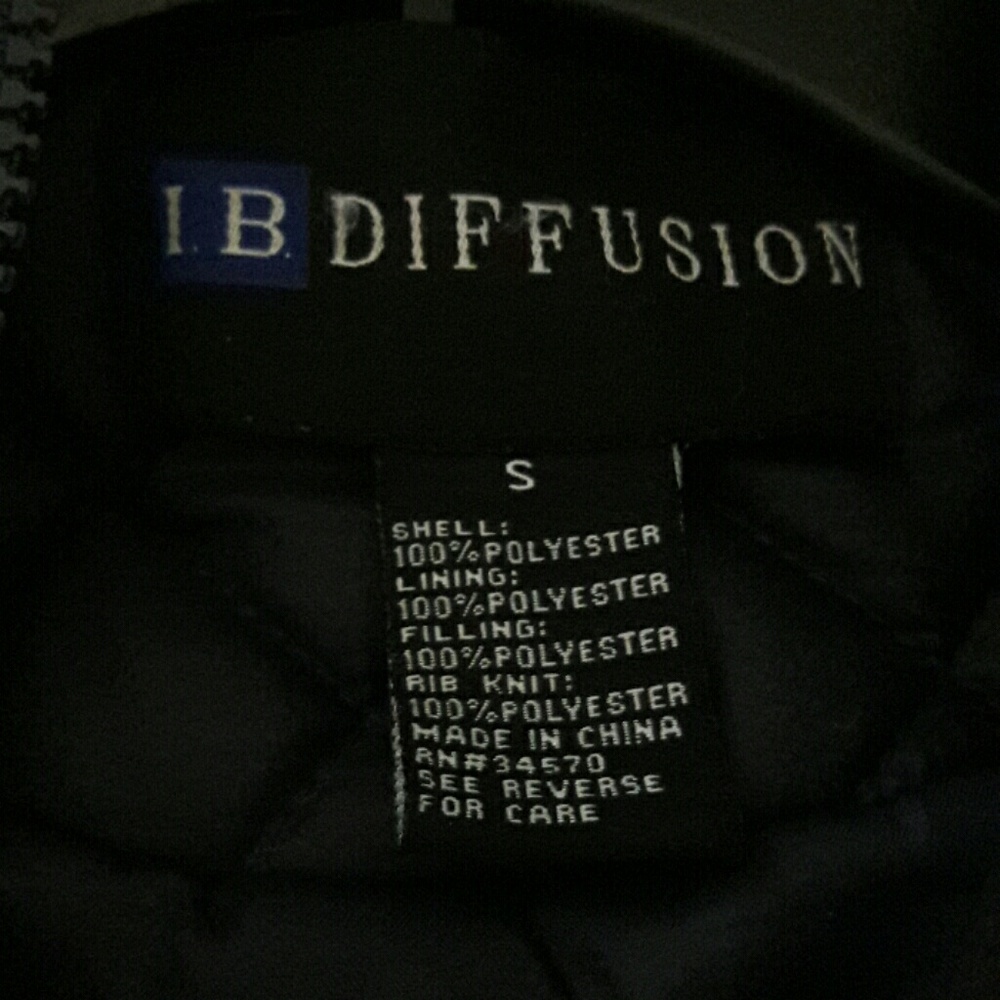 I.B. DIFFUSION
S
SHELL:
100%POLYESTER
LINING:
100%POLYESTER
FILLING:
100%POLYESTER
RIB KNIT:
100%POLYESTER
MADE IN CHINA
RN#34570
SEE REVERSE
FOR CARE